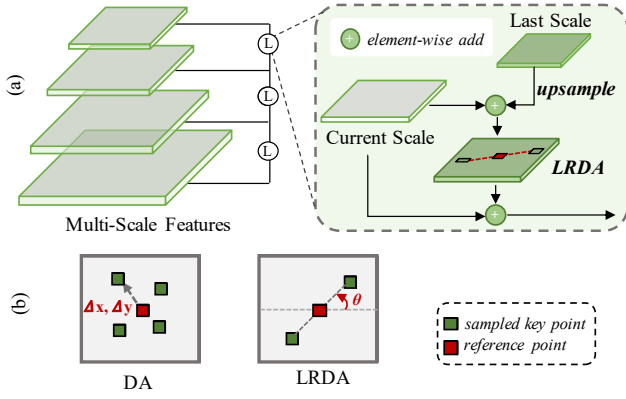 (a)
L
L
L
Multi-Scale Features
+
element-wise add
Last Scale
upsample
+
Current Scale
LRDA
+
(b)
Δx, Δy
DA
θ
LRDA
sampled key point
reference point